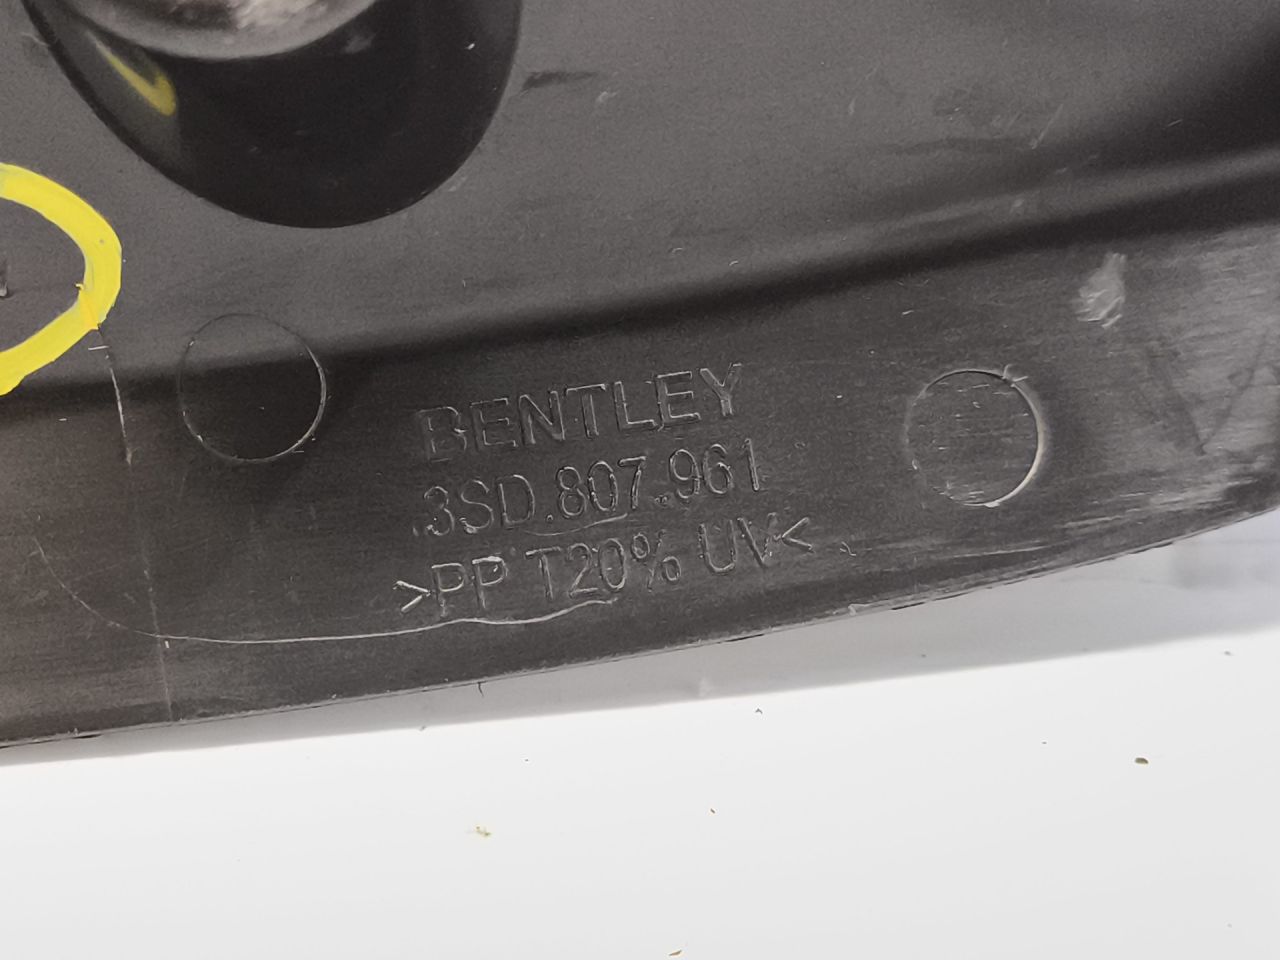 BENTLEY
3SD.807.961
>PP T20% UV<